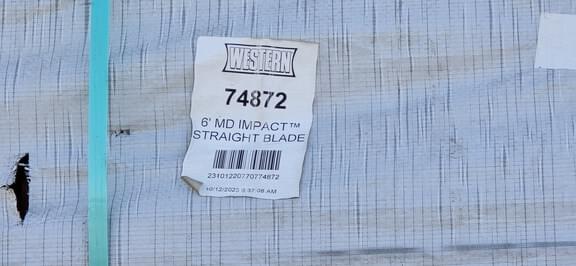 WESTERN
74872
6' MD IMPACT™
STRAIGHT BLADE
23101220770774872
10/12/2023 8:37:08 AM